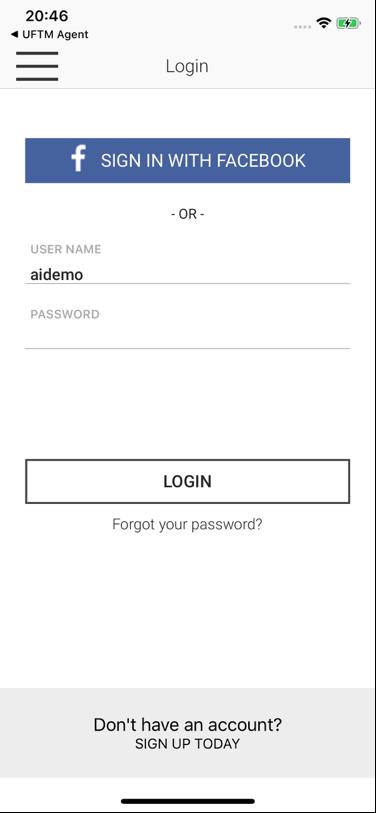 20:46
◀ UFTM Agent
Login
f SIGN IN WITH FACEBOOK
- OR -
USER NAME
aidemo
PASSWORD
LOGIN
Forgot your password?
Don't have an account?
SIGN UP TODAY